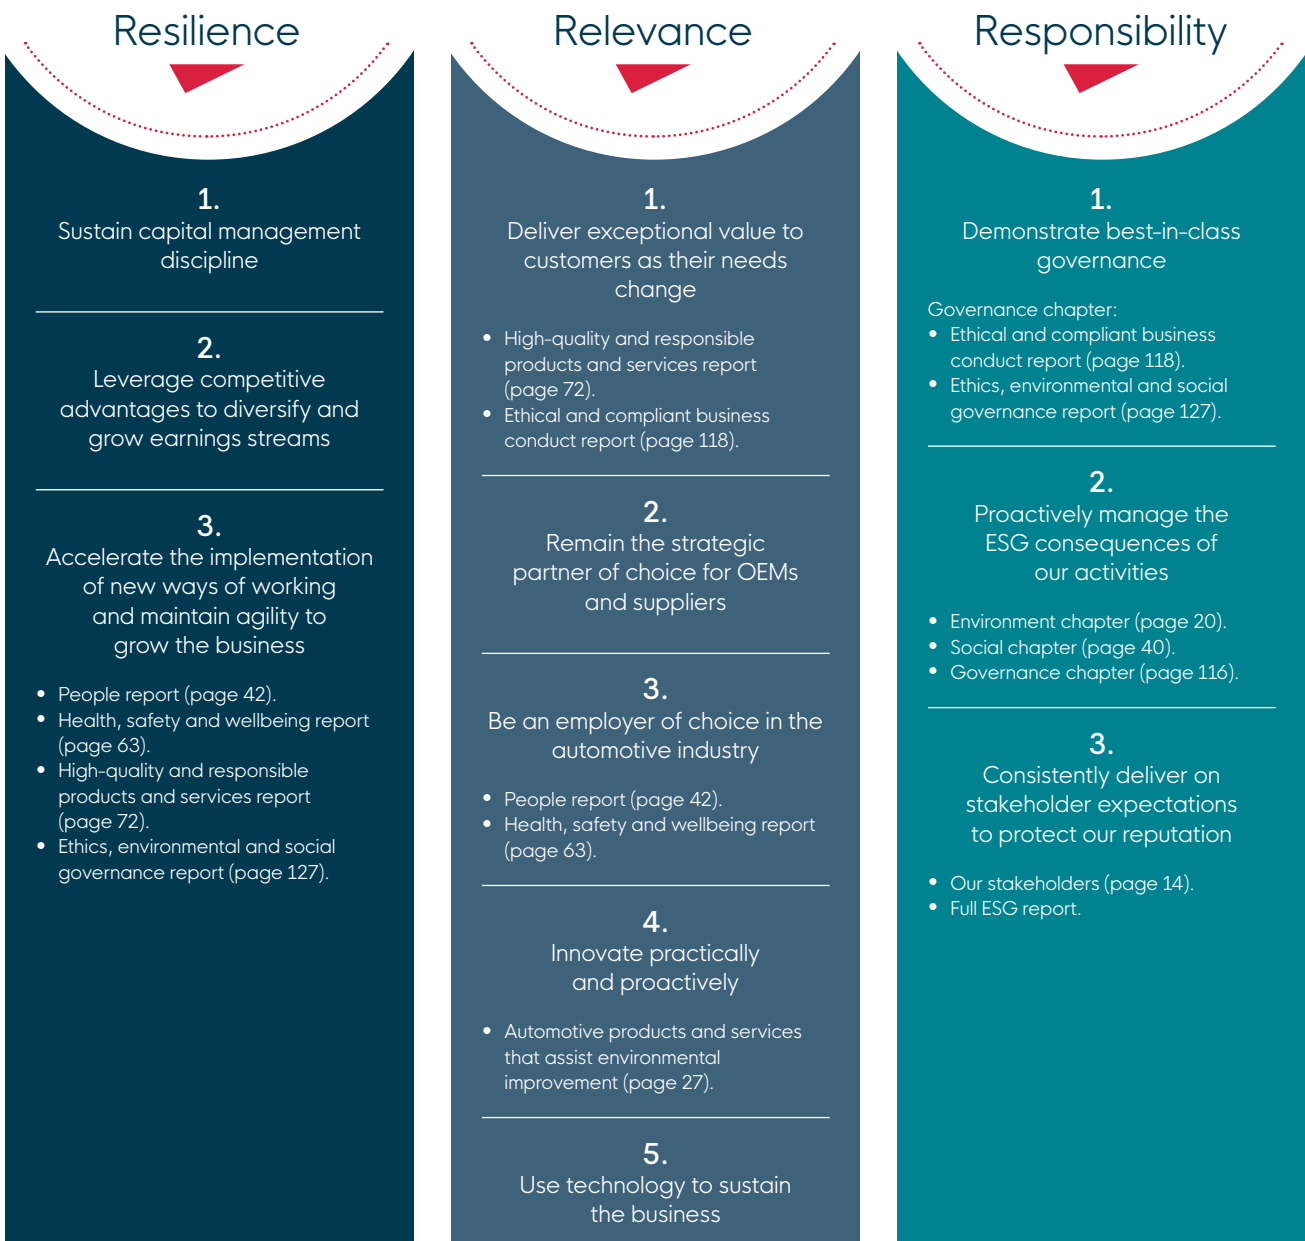 Resilience
1.
Sustain capital management
discipline
2.
Leverage competitive
advantages to diversify and
grow earnings streams
3.
Accelerate the implementation
of new ways of working
and maintain agility to
grow the business
• People report (page 42).
• Health, safety and wellbeing report
(page 63).
• High-quality and responsible
products and services report
(page 72).
• Ethics, environmental and social
governance report (page 127).
Relevance
1.
Deliver exceptional value to
customers as their needs
change
• High-quality and responsible
products and services report
(page 72).
• Ethical and compliant business
conduct report (page 118).
2.
Remain the strategic
partner of choice for OEMs
and suppliers
3.
Be an employer of choice in the
automotive industry
• People report (page 42).
• Health, safety and wellbeing report
(page 63).
4.
Innovate practically
and proactively
• Automotive products and services
that assist environmental
improvement (page 27).
5.
Use technology to sustain
the business
Responsibility
1.
Demonstrate best-in-class
governance
Governance chapter:
• Ethical and compliant business
conduct report (page 118).
• Ethics, environmental and social
governance report (page 127).
2.
Proactively manage the
ESG consequences of
our activities
• Environment chapter (page 20).
• Social chapter (page 40).
• Governance chapter (page 116).
3.
Consistently deliver on
stakeholder expectations
to protect our reputation
• Our stakeholders (page 14).
• Full ESG report.